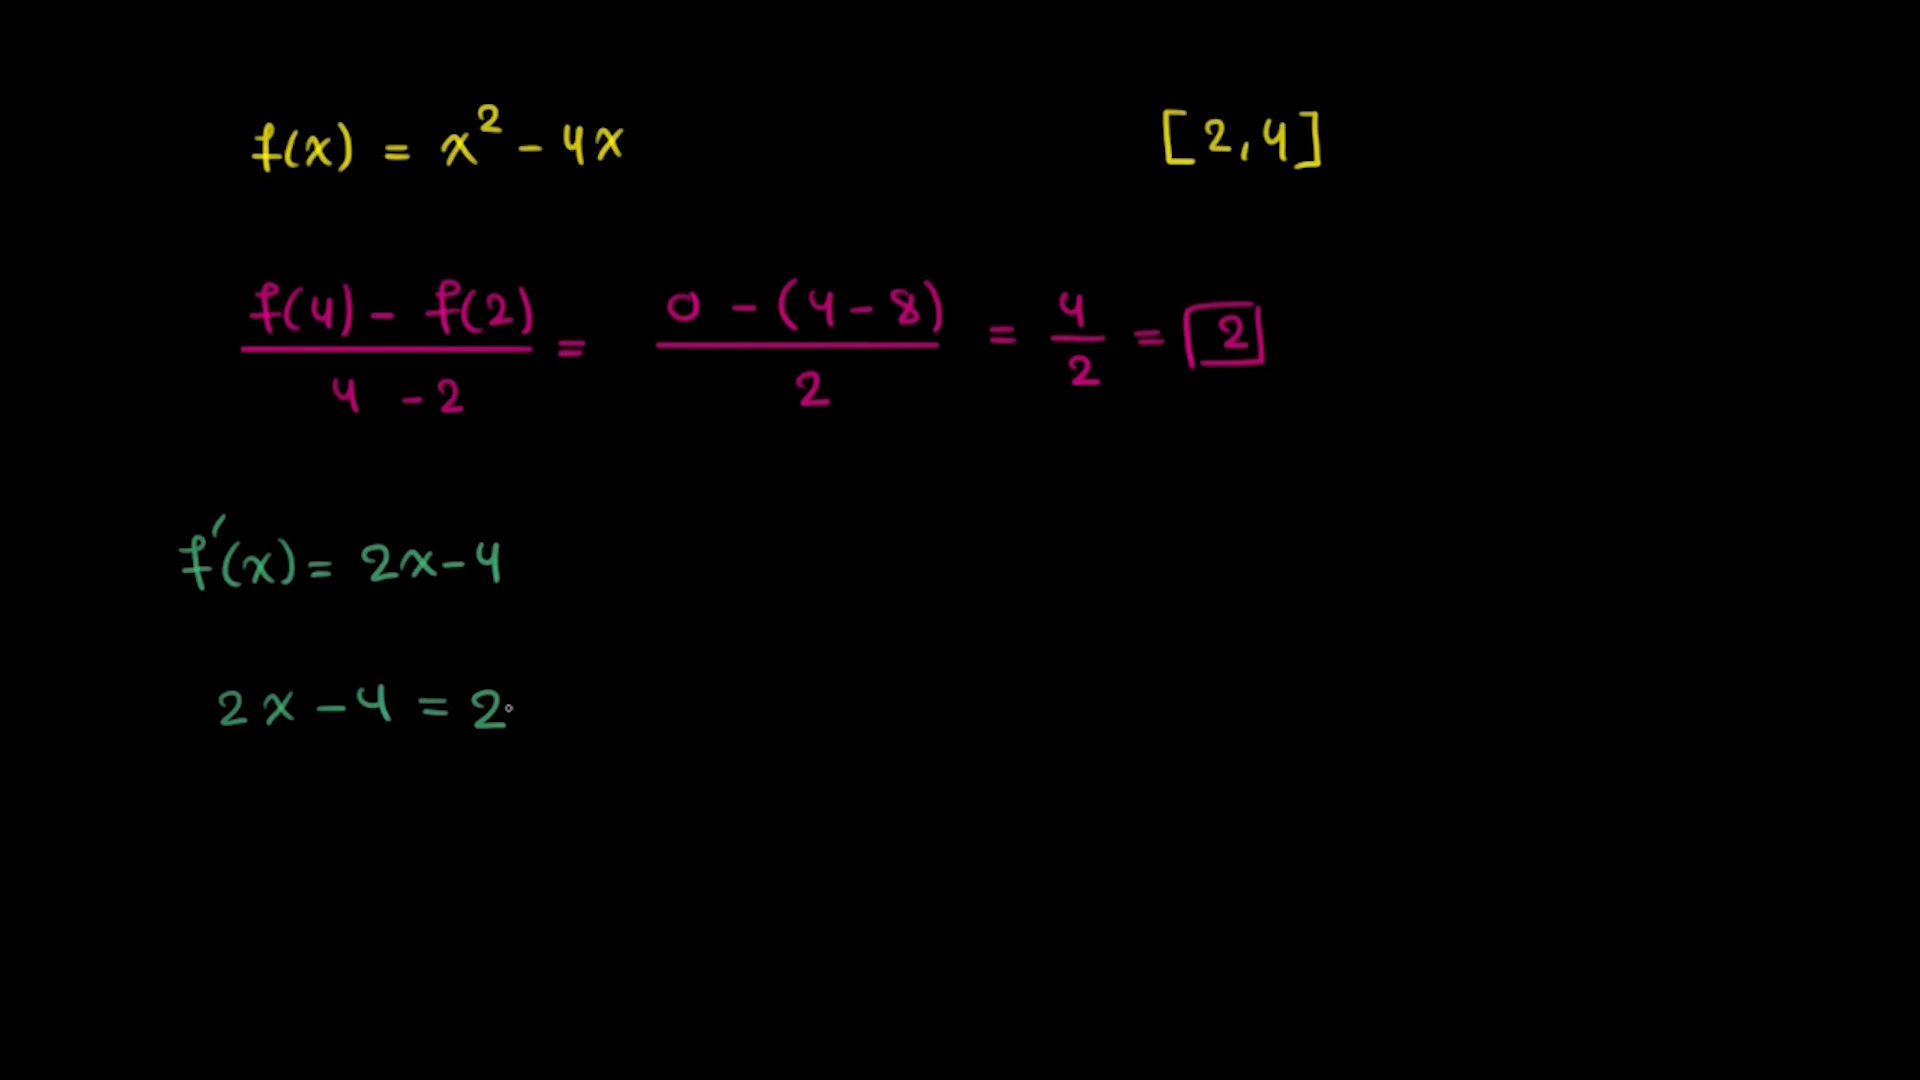 f(x) = x² - 4x [2,4]
f(4) - f(2) / 4 - 2 = 0 - (4 - 8) / 2 = 4/2 = 2
f'(x) = 2x - 4
2x - 4 = 2